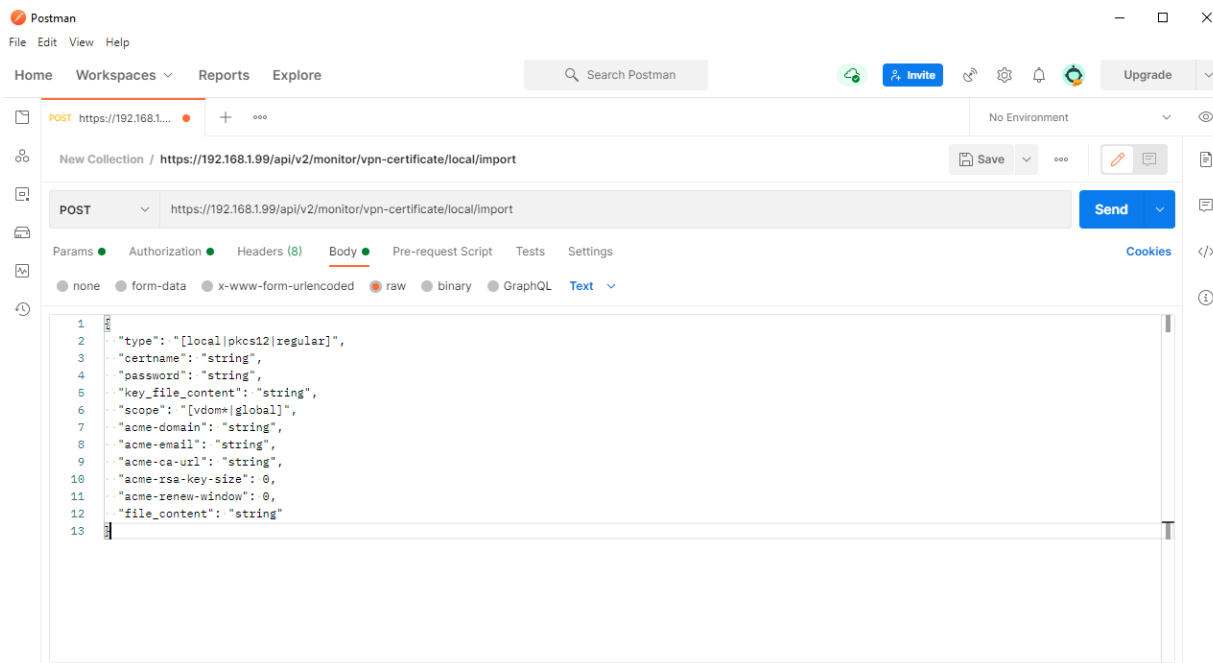 Postman
File Edit View Help
Home Workspaces Reports Explore Search Postman Invite Upgrade
POST https://192.168.1.... No Environment
New Collection / https://192.168.1.99/api/v2/monitor/vpn-certificate/local/import Save
POST https://192.168.1.99/api/v2/monitor/vpn-certificate/local/import Send
Params Authorization Headers (8) Body Pre-request Script Tests Settings Cookies
none form-data x-www-form-urlencoded raw binary GraphQL Text
1 {
2 "type": "[local|pkcs12|regular]",
3 "certname": "string",
4 "password": "string",
5 "key_file_content": "string",
6 "scope": "[vdom*|global]",
7 "acme-domain": "string",
8 "acme-email": "string",
9 "acme-ca-url": "string",
10 "acme-rsa-key-size": 0,
11 "acme-renew-window": 0,
12 "file_content": "string"
13 }